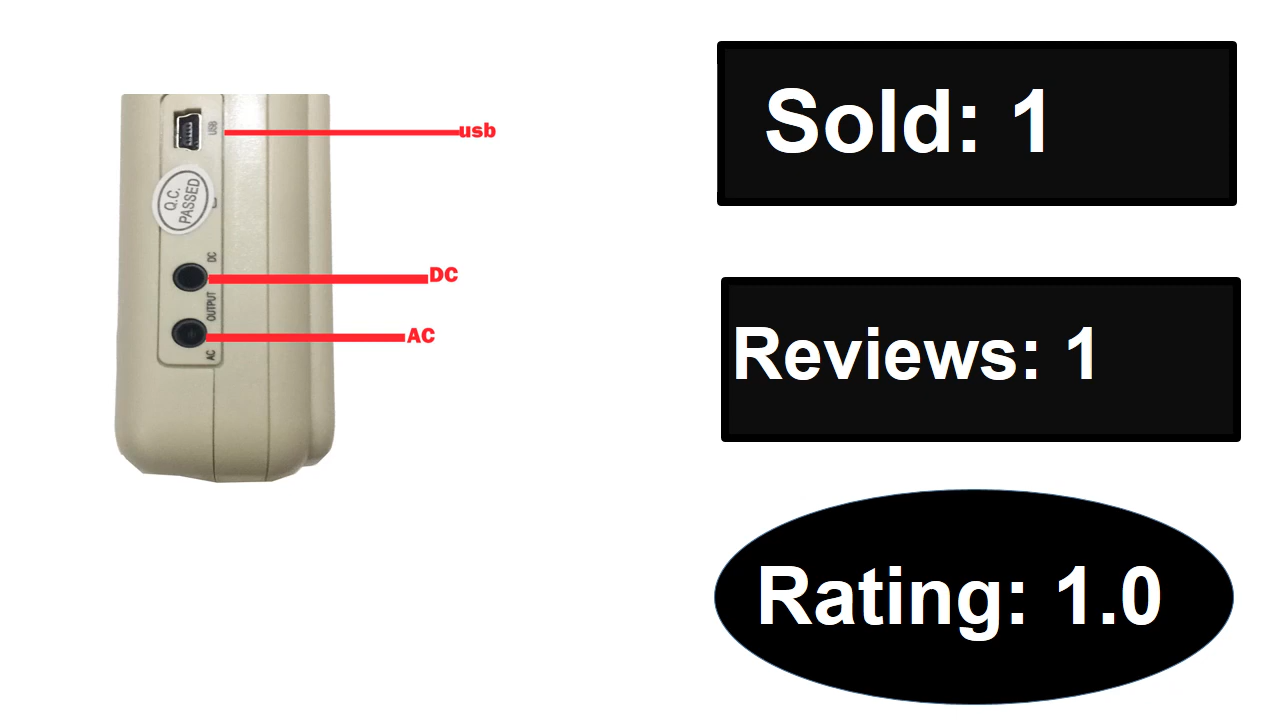 USB
usb
Q.C.
PASSED
DC
DC
OUTPUT
AC
AC
Sold: 1
Reviews: 1
Rating: 1.0